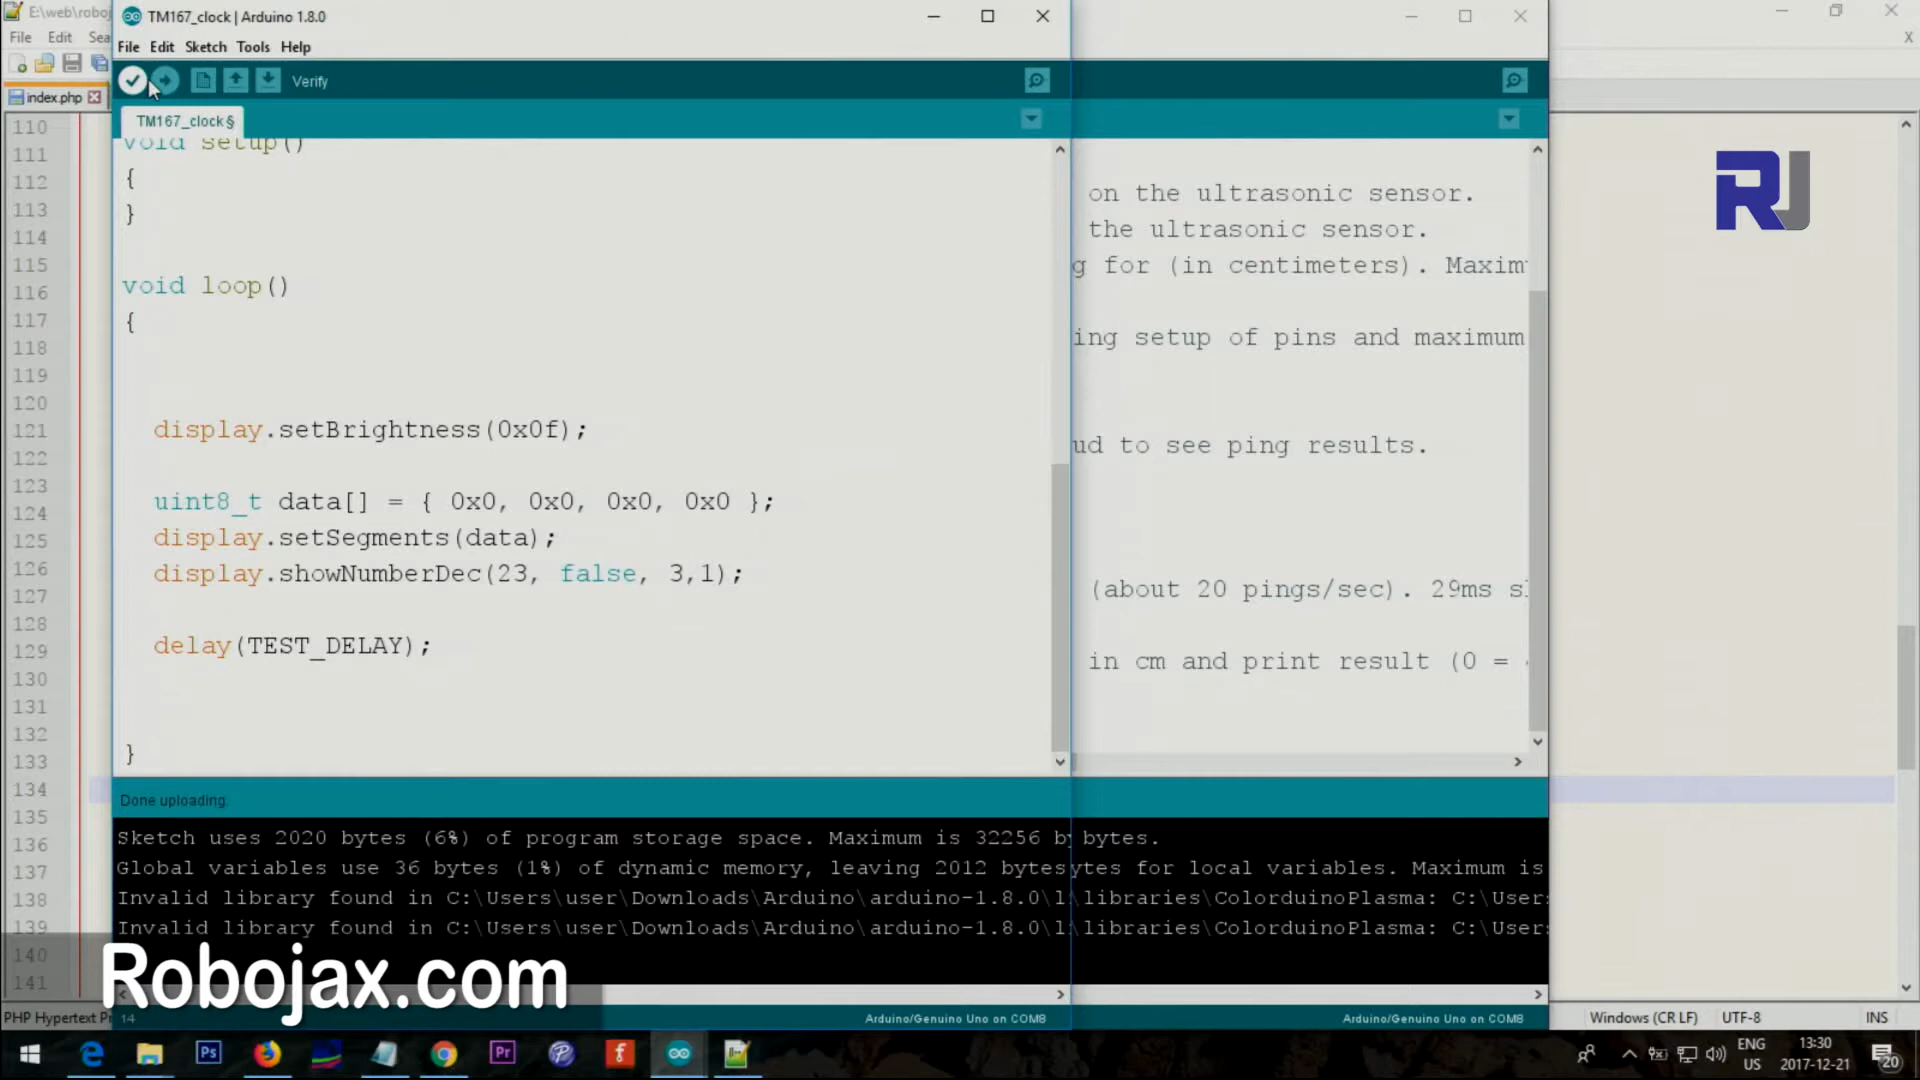 E:\web\roboj
File Edit Sea
index.php
TM167_clock | Arduino 1.8.0
File Edit Sketch Tools Help
Verify
TM167_clock §
void setup()
{
}
void loop()
{
display.setBrightness(0x0f);
uint8_t data[] = { 0x0, 0x0, 0x0, 0x0 };
display.setSegments(data);
display.showNumberDec(23, false, 3,1);
delay(TEST_DELAY);
}
Done uploading.
Sketch uses 2020 bytes (6%) of program storage space. Maximum is 32256 by
Global variables use 36 bytes (1%) of dynamic memory, leaving 2012 bytes
Invalid library found in C:\Users\user\Downloads\Arduino\arduino-1.8.0\l
Invalid library found in C:\Users\user\Downloads\Arduino\arduino-1.8.0\l
14
Arduino/Genuino Uno on COM8
on the ultrasonic sensor.
the ultrasonic sensor.
g for (in centimeters). Maxim
ing setup of pins and maximum
ud to see ping results.
(about 20 pings/sec). 29ms s
in cm and print result (0 =
bytes.
ytes for local variables. Maximum is
\libraries\ColorduinoPlasma: C:\User
\libraries\ColorduinoPlasma: C:\User
Arduino/Genuino Uno on COM8
110
111
112
113
114
115
116
117
118
119
120
121
122
123
124
125
126
127
128
129
130
131
132
133
134
135
136
137
138
139
140
141
RJ
Robojax.com
PHP Hypertext Pr
Windows (CR LF) UTF-8 INS
Ps
Pr
ENG
US
13:30
2017-12-21
20